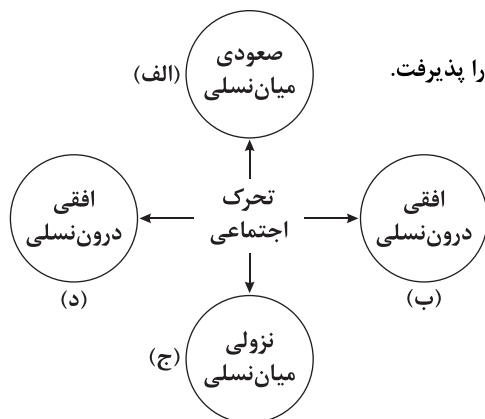 صعودی
میان‌نسلی
(الف)
را پذیرفت.
افقی
درون‌نسلی
(ب)
تحرک
اجتماعی
افقی
درون‌نسلی
(د)
نزولی
میان‌نسلی
(ج)